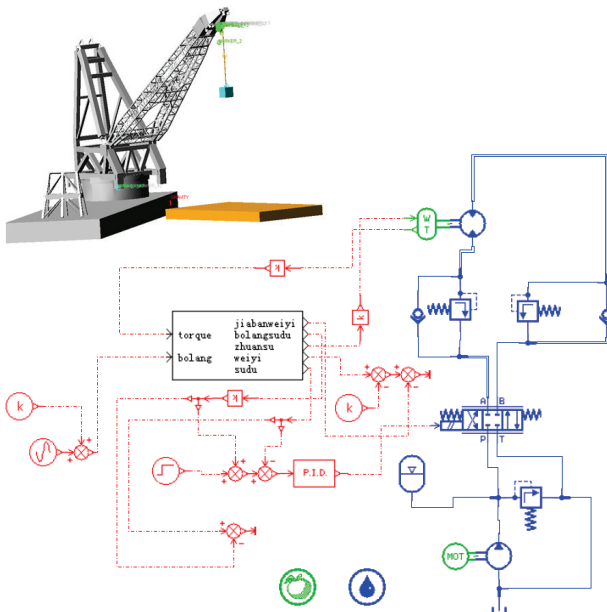 W
T
k
k
torque
bolang
jiabanweiyi
bolangsudu
zhuansu
weiyi
sudu
k
k
k
A B
P T
P.I.D.
MOT